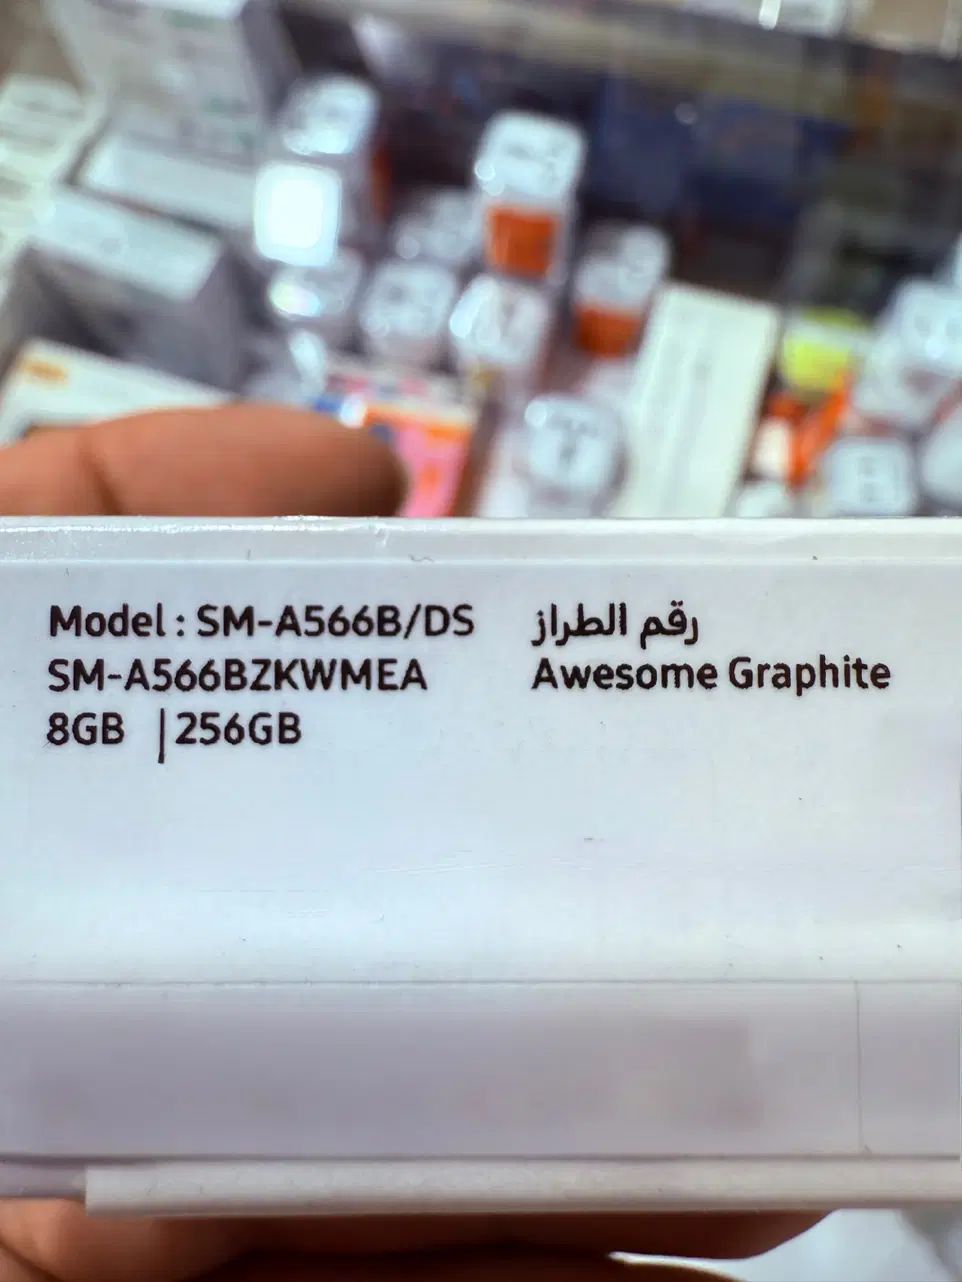 Model : SM-A566B/DS رقم الطراز
SM-A566BZKWMEA Awesome Graphite
8GB | 256GB